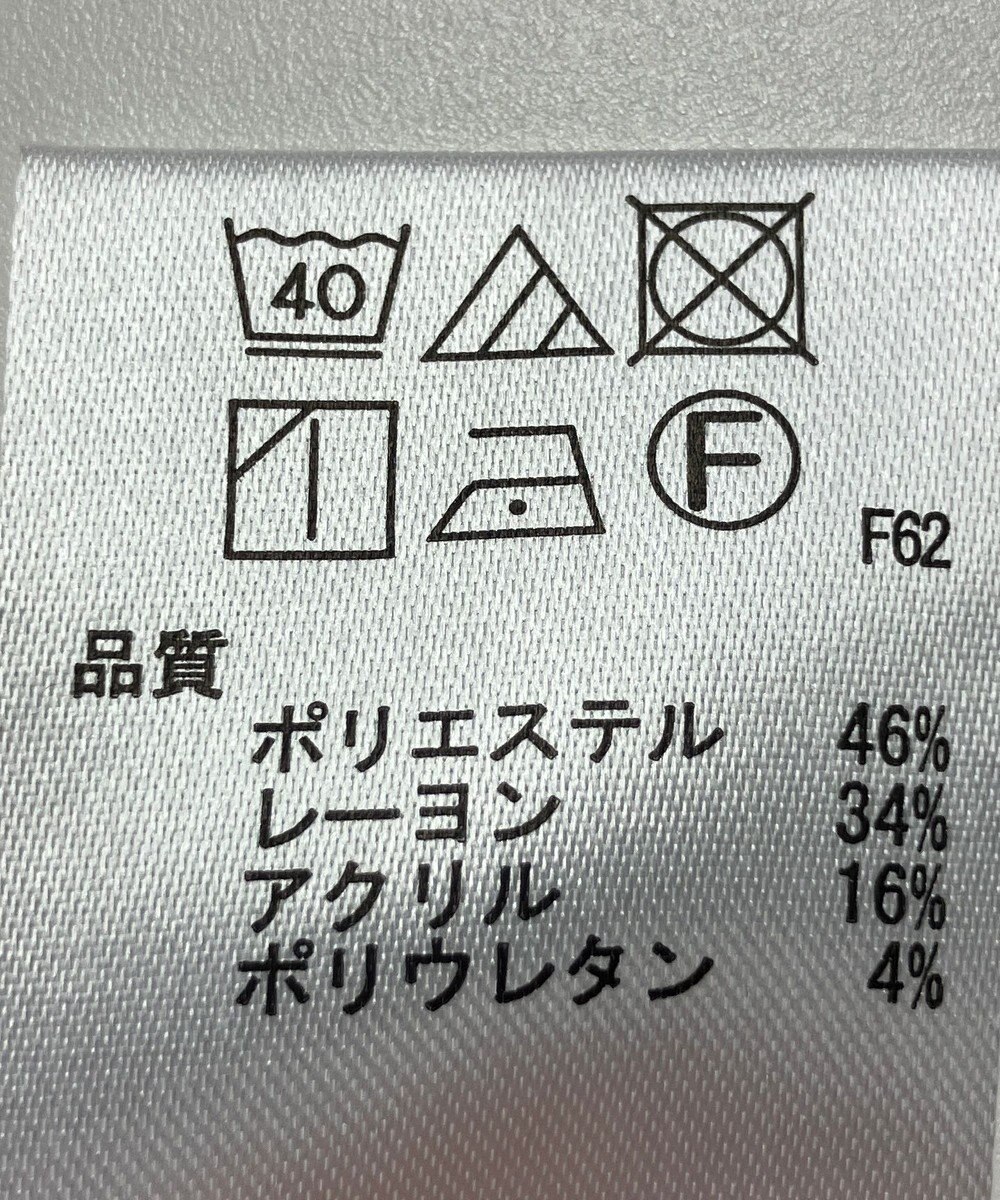 40
F
F62
品質
ポリエステル 46%
レーヨン 34%
アクリル 16%
ポリウレタン 4%